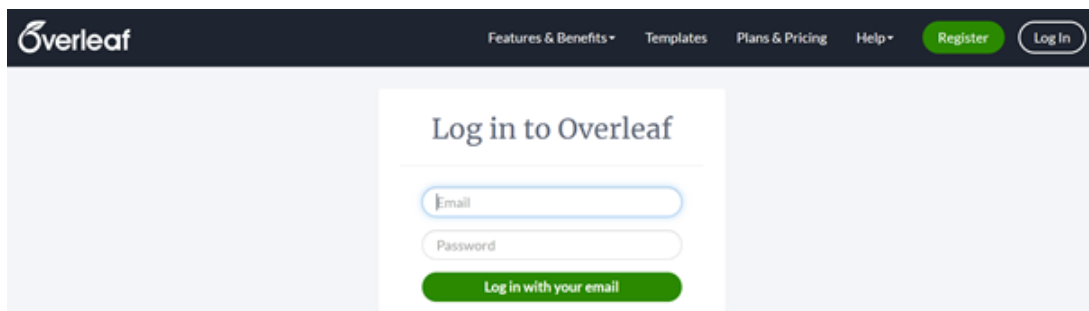 Overleaf Features & Benefits Templates Plans & Pricing Help Register Log In
Log in to Overleaf
Email
Password
Log in with your email